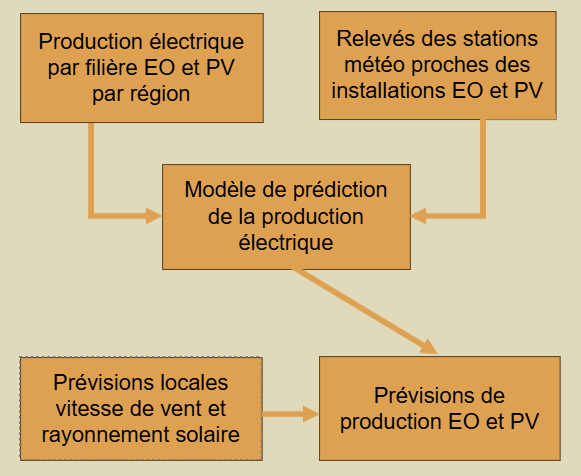 Production électrique
par filière EO et PV
par région
Relevés des stations
météo proches des
installations EO et PV
Modèle de prédiction
de la production
électrique
Prévisions locales
vitesse de vent et
rayonnement solaire
Prévisions de
production EO et PV